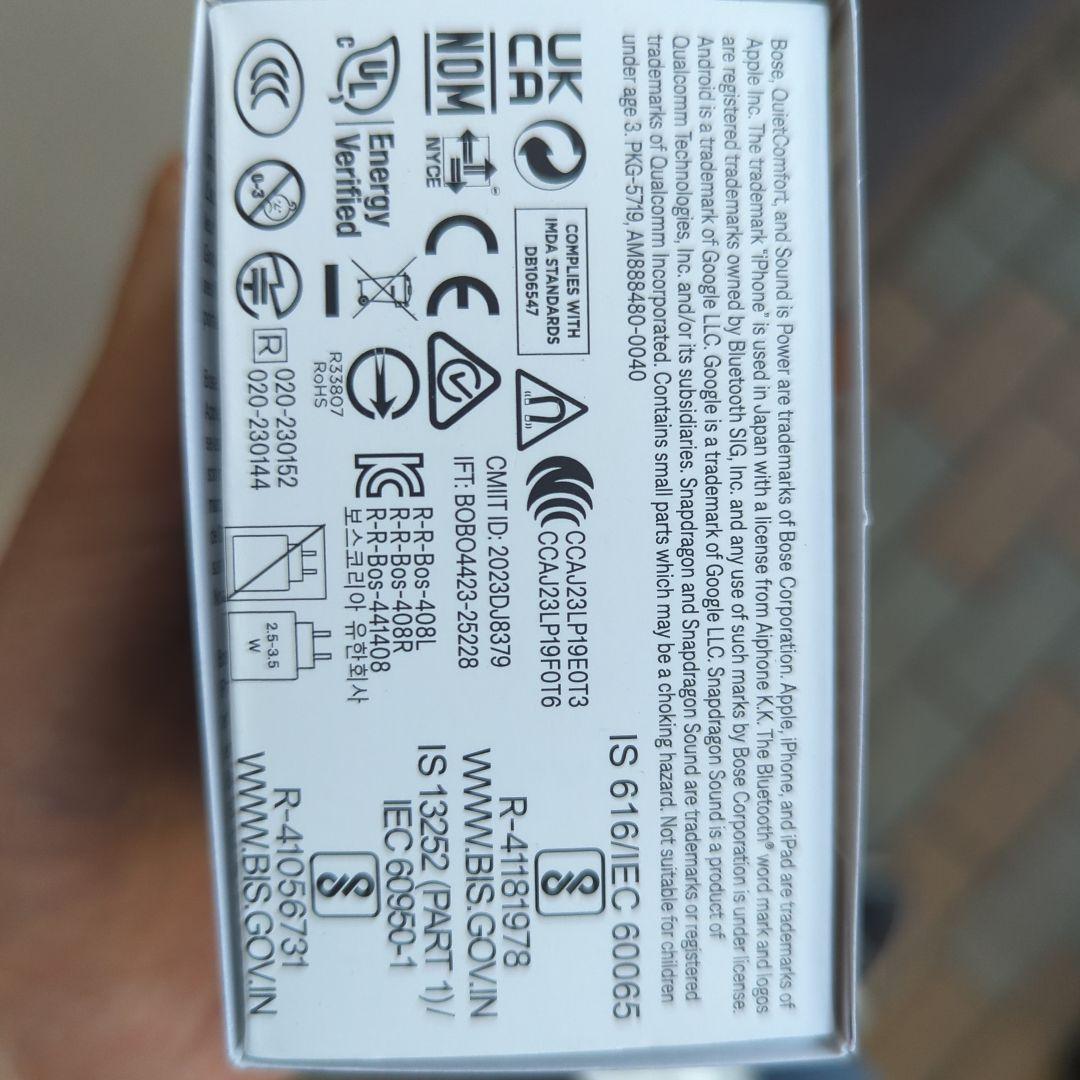 Bose, QuietComfort, and Sound is Power are trademarks of Bose Corporation. Apple, iPhone, and iPad are trademarks of
Apple Inc. The trademark “iPhone” is used in Japan with a license from Aiphone K.K. The Bluetooth® word mark and logos
are registered trademarks owned by Bluetooth SIG, Inc. and any use of such marks by Bose Corporation is under license.
Android is a trademark of Google LLC. Google is a trademark of Google LLC. Snapdragon Sound is a product of
Qualcomm Technologies, Inc. and/or its subsidiaries. Snapdragon and Snapdragon Sound are trademarks or registered
trademarks of Qualcomm Incorporated. Contains small parts which may be a choking hazard. Not suitable for children
under age 3. PKG-5719, AM888480-0040
UK
CA
COMPLIES WITH
IMDA STANDARDS
DB106547
CCAJ23LP19E0T3
CCAJ23LP19F0T6
IS 616/IEC 60065
R-41181978
WWW.BIS.GOV.IN
NOM
NYCE
CE
CMIIT ID: 2023DJ8379
IFT: BOBO4423-25228
IS 13252 (PART 1)/
IEC 60950-1
R-41056731
WWW.BIS.GOV.IN
C UL
Energy
Verified
R33807
RoHS
R-R-Bos-408L
R-R-Bos-408R
R-R-Bos-441408
보스코리아 유한회사
CCC
0-3
R 020-230152
R 020-230144
2.5-3.5
W